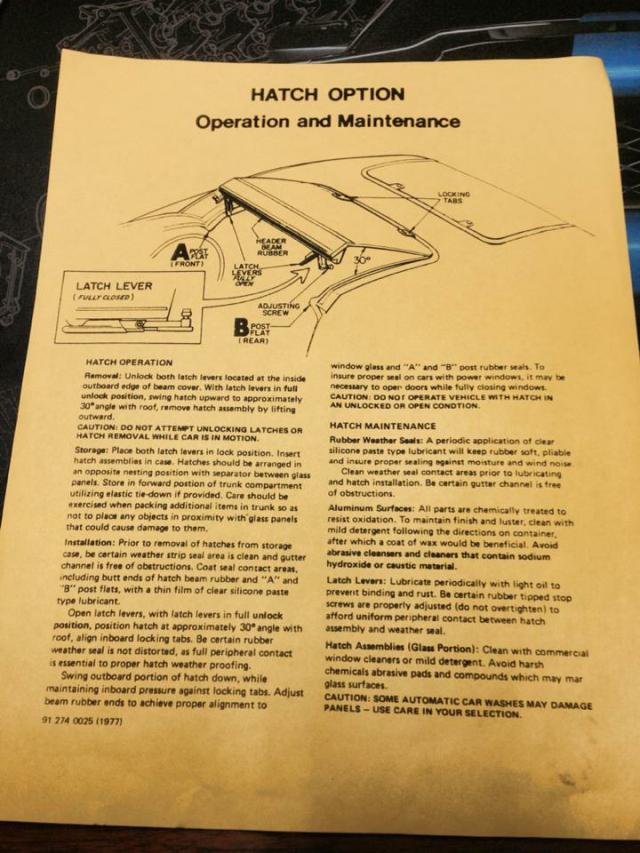 HATCH OPTION
Operation and Maintenance
LOCKING
TABS
A POST
FLAT
(FRONT)
HEADER
BEAM
RUBBER
LATCH
LEVERS
FULLY
OPEN
30°
LATCH LEVER
(FULLY CLOSED)
ADJUSTING
SCREW
B POST
FLAT
(REAR)
HATCH OPERATION
Removal: Unlock both latch levers located at the inside
outboard edge of beam cover. With latch levers in full
unlock position, swing hatch upward to approximately
30° angle with roof, remove hatch assembly by lifting
outward.
CAUTION: DO NOT ATTEMPT UNLOCKING LATCHES OR
HATCH REMOVAL WHILE CAR IS IN MOTION.
Storage: Place both latch levers in lock position. Insert
hatch assemblies in case. Hatches should be arranged in
an opposite nesting position with separator between glass
panels. Store in forward postion of trunk compartment
utilizing elastic tie-down if provided. Care should be
exercised when packing additional items in trunk so as
not to place any objects in proximity with glass panels
that could cause damage to them.
Installation: Prior to removal of hatches from storage
case, be certain weather strip seal area is clean and gutter
channel is free of obstructions. Coat seal contact areas,
including butt ends of hatch beam rubber and "A" and
"B" post flats, with a thin film of clear silicone paste
type lubricant.
Open latch levers, with latch levers in full unlock
position, position hatch at approximately 30° angle with
roof, align inboard locking tabs. Be certain rubber
weather seal is not distorted, as full peripheral contact
is essential to proper hatch weather proofing.
Swing outboard portion of hatch down, while
maintaining inboard pressure against locking tabs. Adjust
beam rubber ends to achieve proper alignment to
91 274 0025 (1977)
window glass and "A" and "B" post rubber seals. To
insure proper seal on cars with power windows, it may be
necessary to open doors while fully closing windows.
CAUTION: DO NOT OPERATE VEHICLE WITH HATCH IN
AN UNLOCKED OR OPEN CONDTION.
HATCH MAINTENANCE
Rubber Weather Seals: A periodic application of clear
silicone paste type lubricant will keep rubber soft, pliable
and insure proper sealing against moisture and wind noise.
Clean weather seal contact areas prior to lubricating
and hatch installation. Be certain gutter channel is free
of obstructions.
Aluminum Surfaces: All parts are chemically treated to
resist oxidation. To maintain finish and luster, clean with
mild detergent following the directions on container,
after which a coat of wax would be beneficial. Avoid
abrasive cleansers and cleaners that contain sodium
hydroxide or caustic material.
Latch Levers: Lubricate periodically with light oil to
prevent binding and rust. Be certain rubber tipped stop
screws are properly adjusted (do not overtighten) to
afford uniform peripheral contact between hatch
assembly and weather seal.
Hatch Assemblies (Glass Portion): Clean with commercial
window cleaners or mild detergent. Avoid harsh
chemicals abrasive pads and compounds which may mar
glass surfaces.
CAUTION: SOME AUTOMATIC CAR WASHES MAY DAMAGE
PANELS – USE CARE IN YOUR SELECTION.